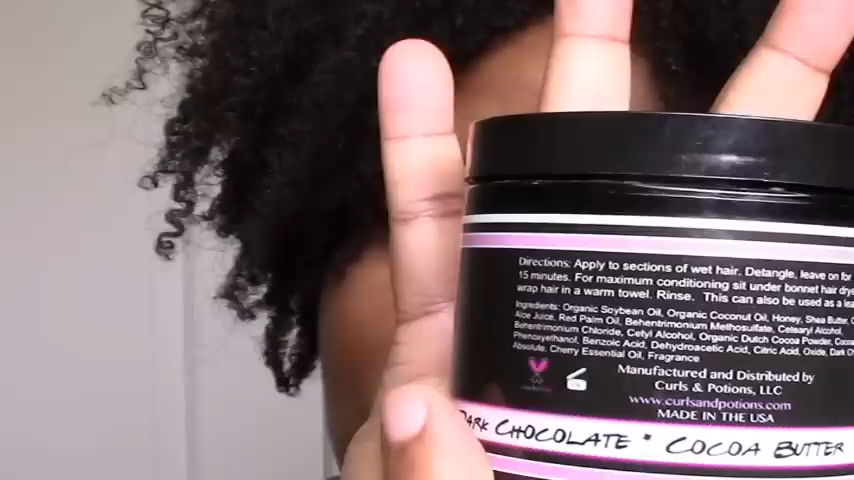 Directions: Apply to sections of wet hair. Detangle, leave on for
15 minutes. For maximum conditioning sit under bonnet hair
wrap hair in a warm towel. Rinse. This can also be used as a
Ingredients: Organic Soybean Oil, Organic Coconut Oil, Honey, Shea Butter,
Aloe Juice, Red Palm Oil, Behentrimonium Methosulfate, Cetearyl Alcohol,
Behentrimonium Chloride, Cetyl Alcohol, Organic Dutch Cocoa Powder,
Phenoxyethanol, Benzoic Acid, Dehydroacetic Acid, Citric Acid, Oxide, Dark
Absolute, Cherry Essential Oil, Fragrance
Manufactured and Distributed by
Curls & Potions, LLC
www.curlsandpotions.com
MADE IN THE USA
DARK CHOCOLATE * COCOA BUTTER